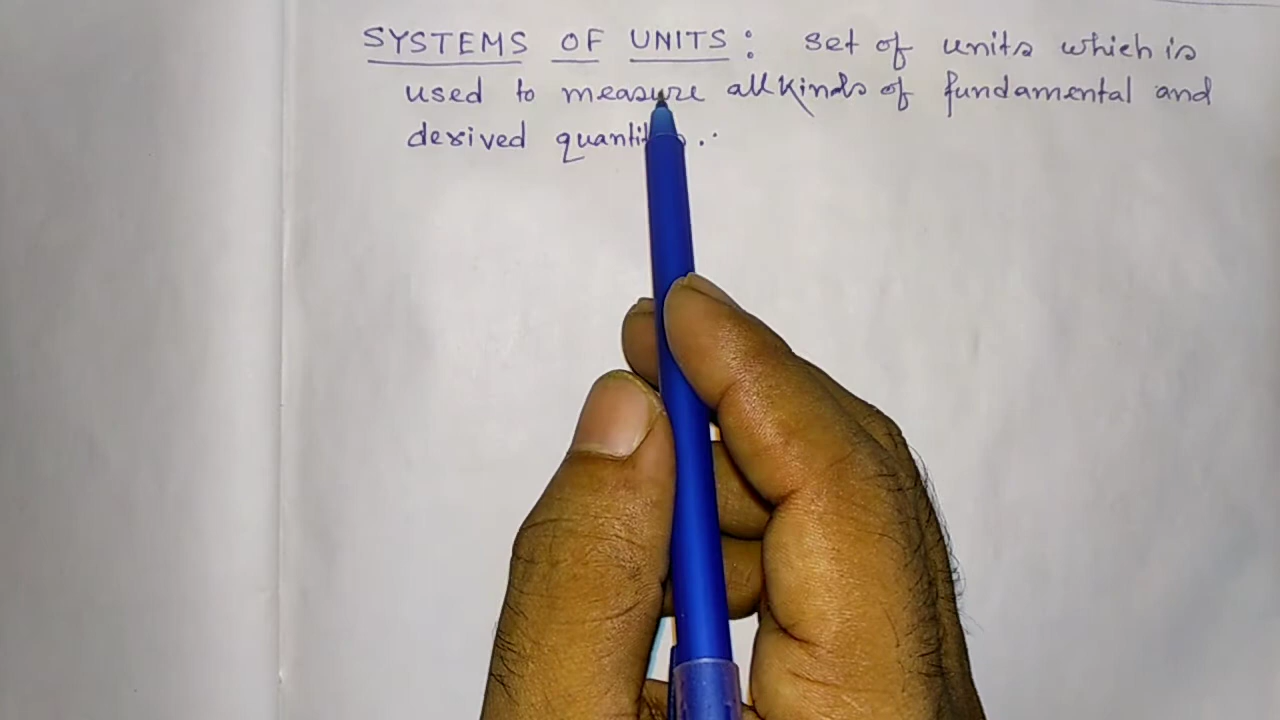 SYSTEMS OF UNITS : set of units which is
used to measure all kinds of fundamental and
derived